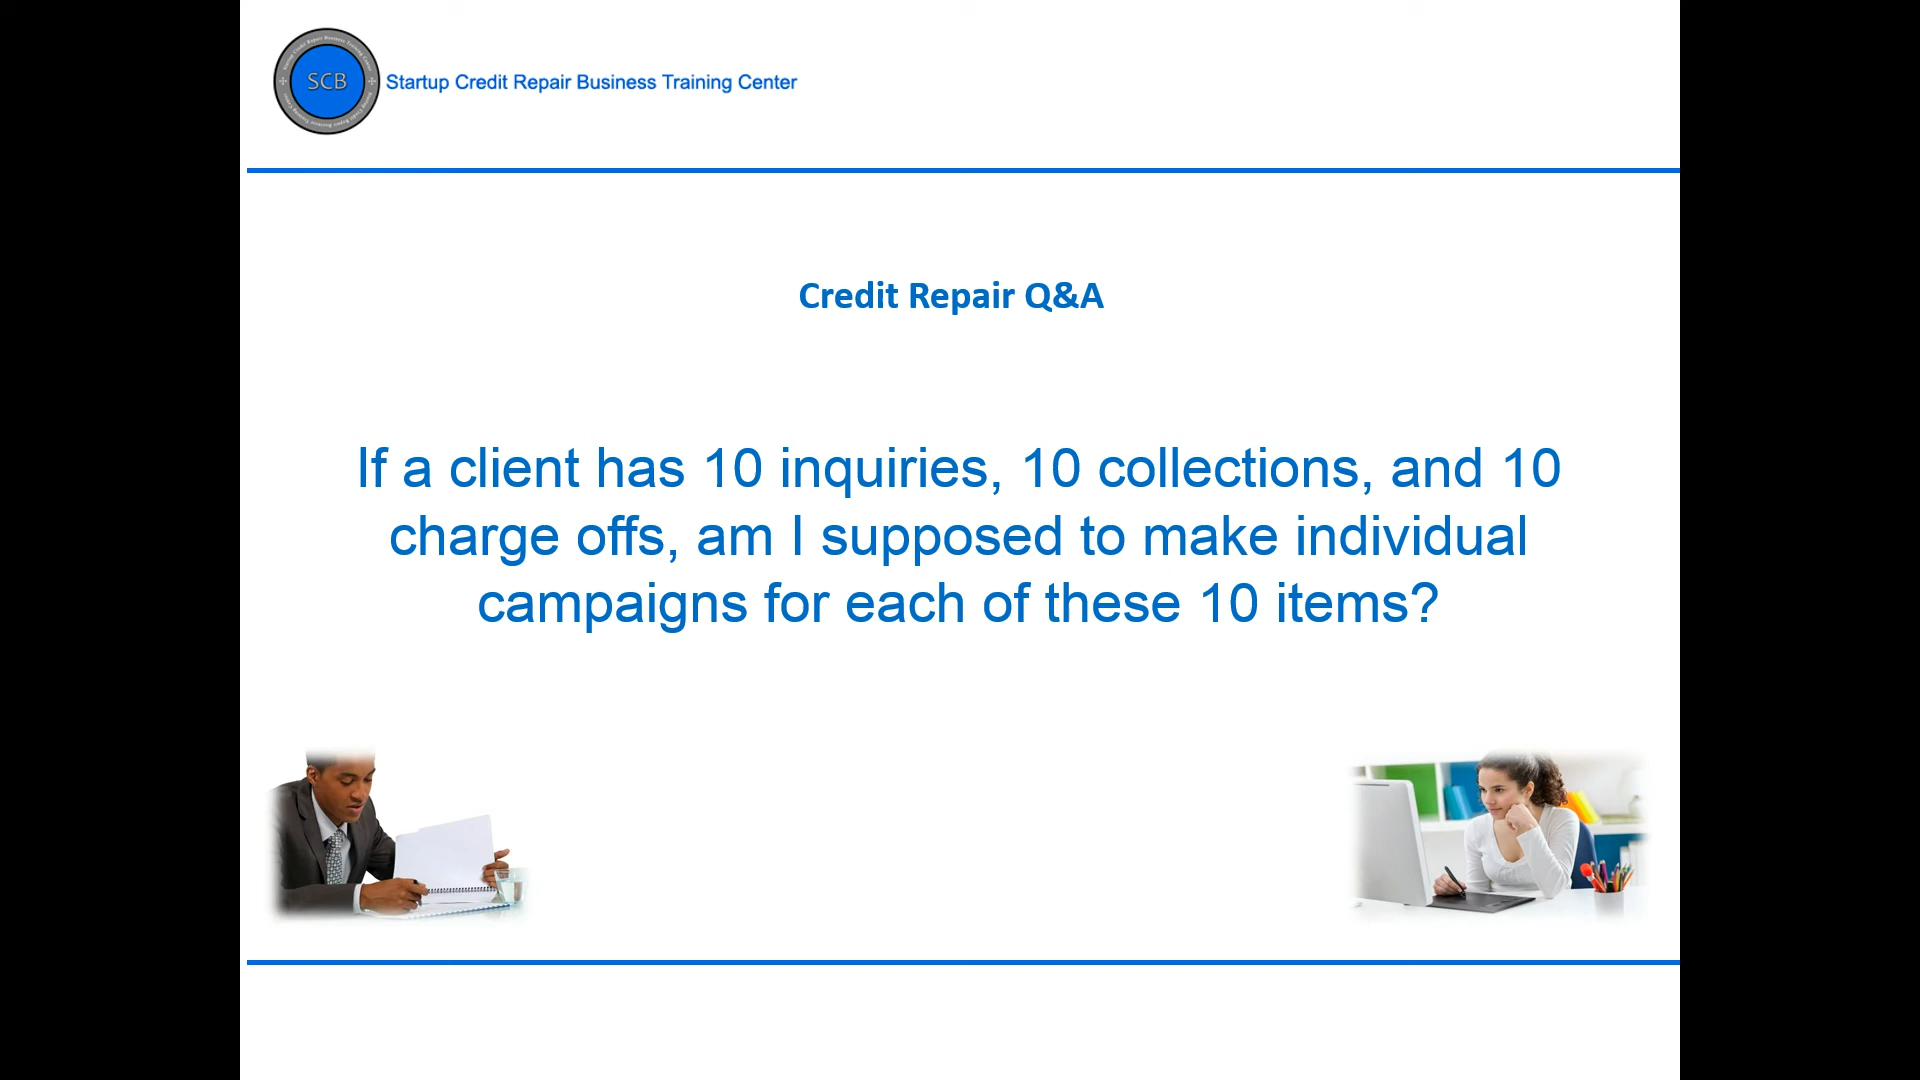 SCB
Startup Credit Repair Business Training Center
Credit Repair Q&A
If a client has 10 inquiries, 10 collections, and 10
charge offs, am I supposed to make individual
campaigns for each of these 10 items?